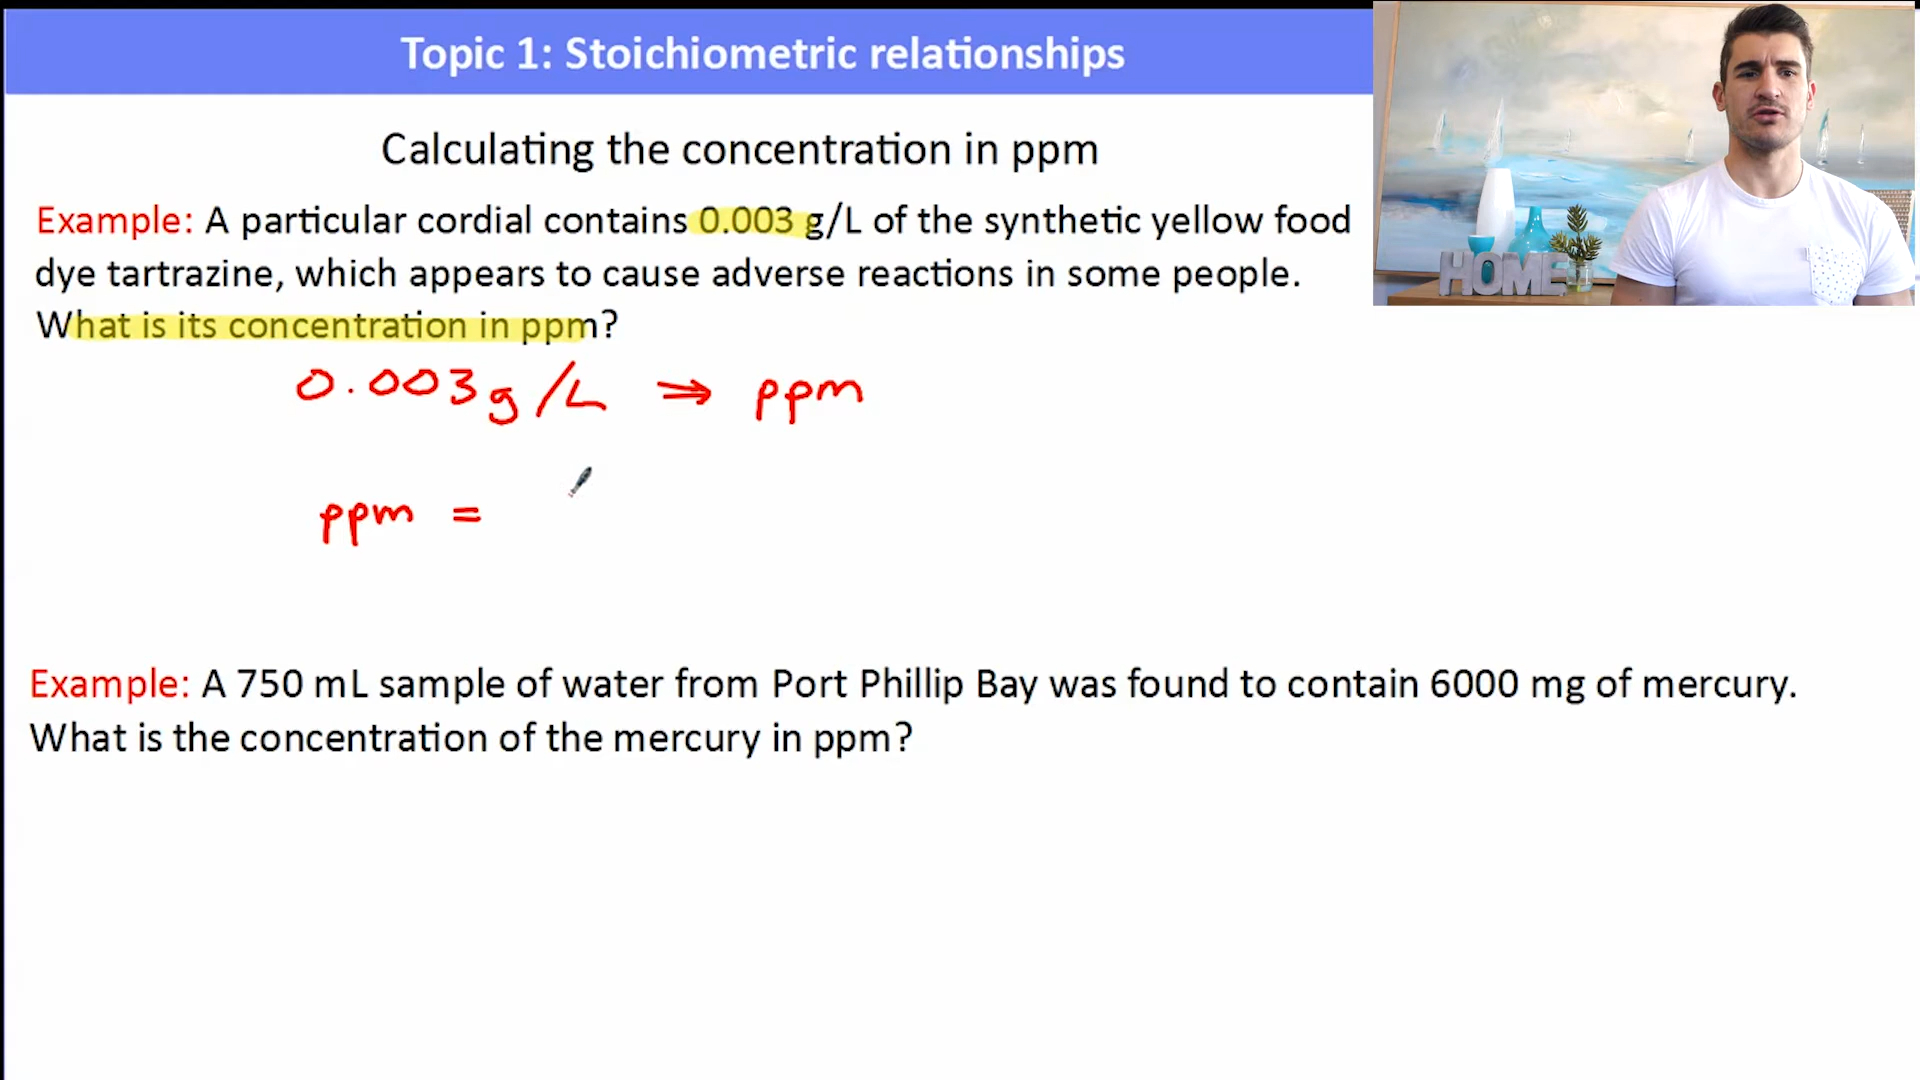 Topic 1: Stoichiometric relationships
Calculating the concentration in ppm
Example: A particular cordial contains 0.003 g/L of the synthetic yellow food
dye tartrazine, which appears to cause adverse reactions in some people.
What is its concentration in ppm?
0.003g/L ⇒ ppm
ppm =
Example: A 750 mL sample of water from Port Phillip Bay was found to contain 6000 mg of mercury.
What is the concentration of the mercury in ppm?
HOME